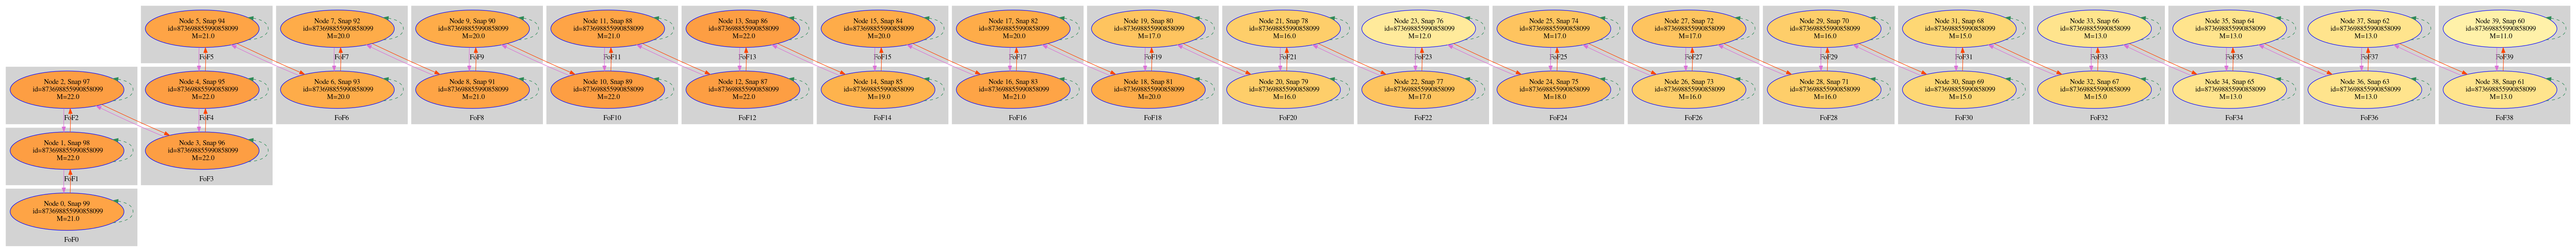 Node 5, Snap 94
id=873698855990858099
M=21.0
FoF5
Node 7, Snap 92
id=873698855990858099
M=20.0
FoF7
Node 9, Snap 90
id=873698855990858099
M=20.0
FoF9
Node 11, Snap 88
id=873698855990858099
M=21.0
FoF11
Node 13, Snap 86
id=873698855990858099
M=22.0
FoF13
Node 15, Snap 84
id=873698855990858099
M=20.0
FoF15
Node 17, Snap 82
id=873698855990858099
M=20.0
FoF17
Node 19, Snap 80
id=873698855990858099
M=17.0
FoF19
Node 21, Snap 78
id=873698855990858099
M=16.0
FoF21
Node 23, Snap 76
id=873698855990858099
M=12.0
FoF23
Node 25, Snap 74
id=873698855990858099
M=17.0
FoF25
Node 27, Snap 72
id=873698855990858099
M=17.0
FoF27
Node 29, Snap 70
id=873698855990858099
M=16.0
FoF29
Node 31, Snap 68
id=873698855990858099
M=15.0
FoF31
Node 33, Snap 66
id=873698855990858099
M=13.0
FoF33
Node 35, Snap 64
id=873698855990858099
M=13.0
FoF35
Node 37, Snap 62
id=873698855990858099
M=13.0
FoF37
Node 39, Snap 60
id=873698855990858099
M=11.0
FoF39
Node 2, Snap 97
id=873698855990858099
M=22.0
FoF2
Node 4, Snap 95
id=873698855990858099
M=22.0
FoF4
Node 6, Snap 93
id=873698855990858099
M=20.0
FoF6
Node 8, Snap 91
id=873698855990858099
M=21.0
FoF8
Node 10, Snap 89
id=873698855990858099
M=22.0
FoF10
Node 12, Snap 87
id=873698855990858099
M=22.0
FoF12
Node 14, Snap 85
id=873698855990858099
M=19.0
FoF14
Node 16, Snap 83
id=873698855990858099
M=21.0
FoF16
Node 18, Snap 81
id=873698855990858099
M=20.0
FoF18
Node 20, Snap 79
id=873698855990858099
M=16.0
FoF20
Node 22, Snap 77
id=873698855990858099
M=17.0
FoF22
Node 24, Snap 75
id=873698855990858099
M=18.0
FoF24
Node 26, Snap 73
id=873698855990858099
M=16.0
FoF26
Node 28, Snap 71
id=873698855990858099
M=16.0
FoF28
Node 30, Snap 69
id=873698855990858099
M=15.0
FoF30
Node 32, Snap 67
id=873698855990858099
M=15.0
FoF32
Node 34, Snap 65
id=873698855990858099
M=13.0
FoF34
Node 36, Snap 63
id=873698855990858099
M=13.0
FoF36
Node 38, Snap 61
id=873698855990858099
M=13.0
FoF38
Node 1, Snap 98
id=873698855990858099
M=22.0
FoF1
Node 3, Snap 96
id=873698855990858099
M=22.0
FoF3
Node 0, Snap 99
id=873698855990858099
M=21.0
FoF0